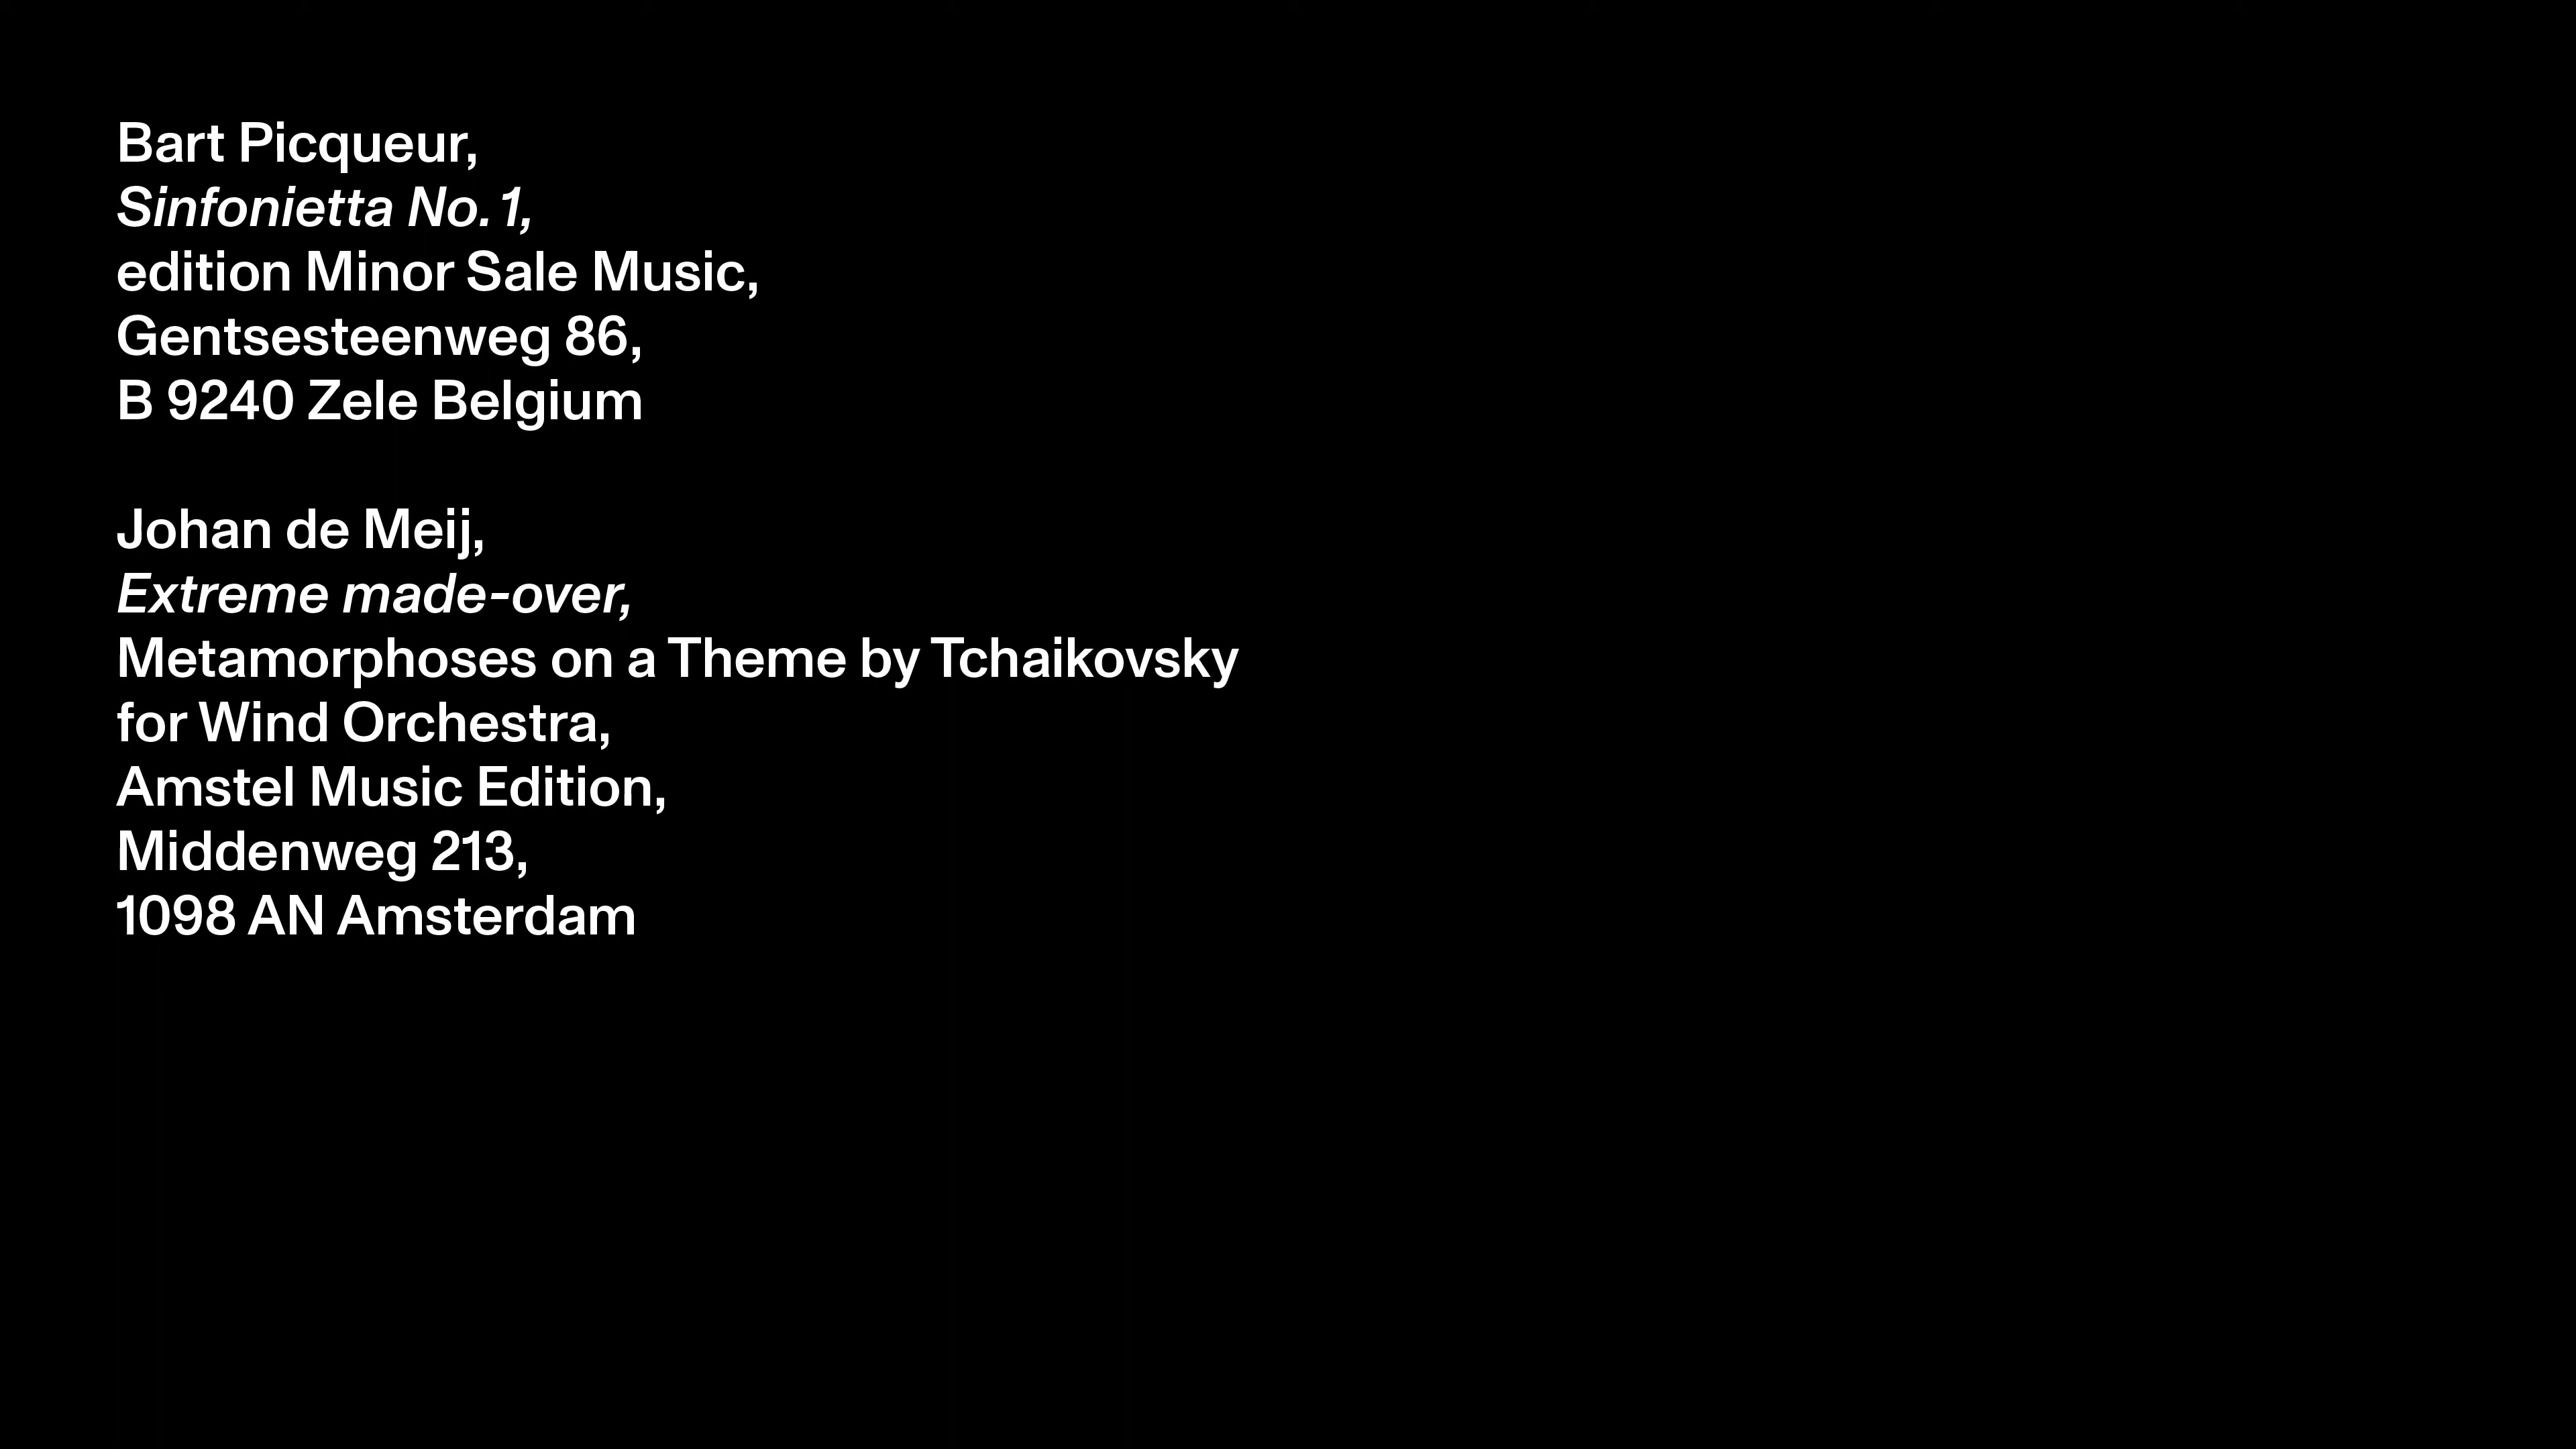 Bart Picqueur,
Sinfonietta No. 1,
edition Minor Sale Music,
Gentsesteenweg 86,
B 9240 Zele Belgium
Johan de Meij,
Extreme made-over,
Metamorphoses on a Theme by Tchaikovsky
for Wind Orchestra,
Amstel Music Edition,
Middenweg 213,
1098 AN Amsterdam